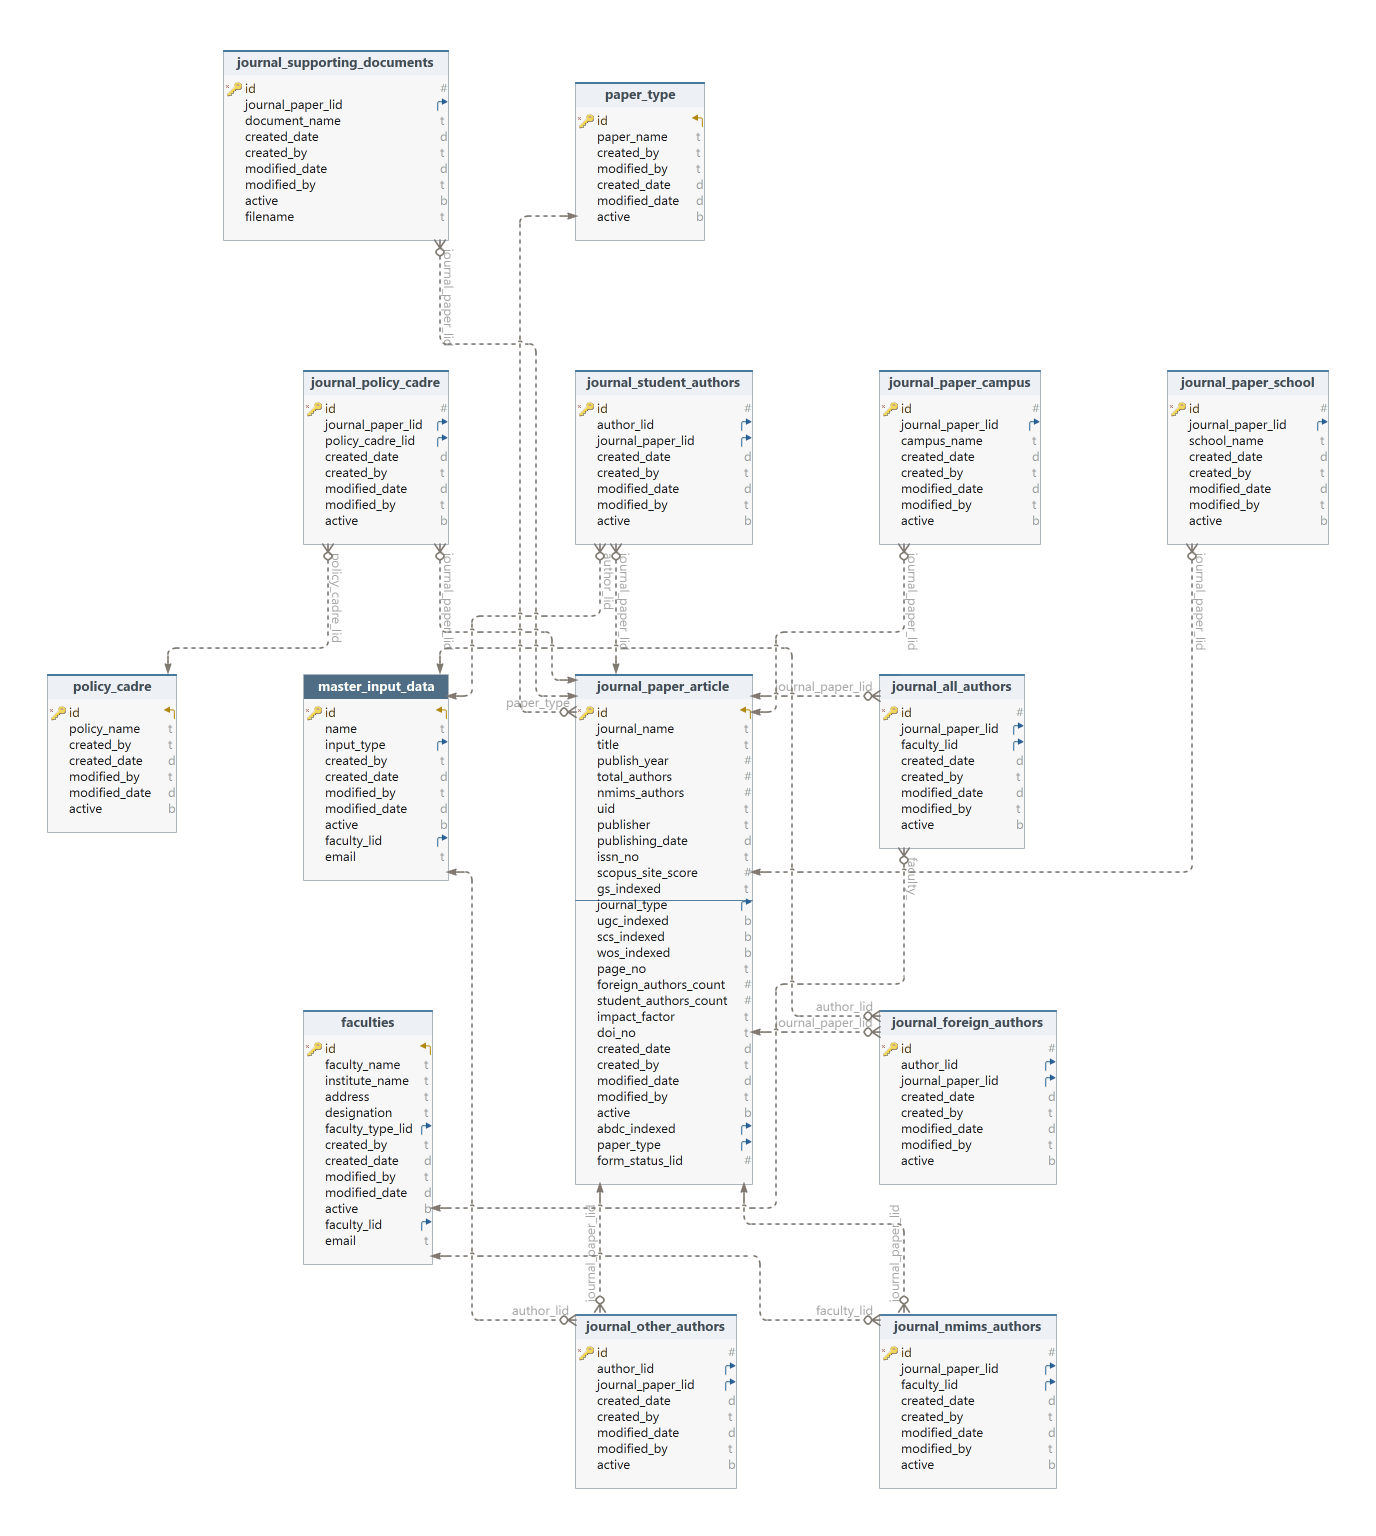 journal_supporting_documents
id #
journal_paper_lid
document_name t
created_date d
created_by t
modified_date d
modified_by t
active b
filename t
paper_type
id
paper_name t
created_by t
modified_by t
created_date d
modified_date d
active b
journal_paper_lid
journal_policy_cadre
id #
journal_paper_lid
policy_cadre_lid
created_date d
created_by t
modified_date d
modified_by t
active b
journal_student_authors
id #
author_lid
journal_paper_lid
created_date d
created_by t
modified_date d
modified_by t
active b
journal_paper_campus
id #
journal_paper_lid
campus_name t
created_date d
created_by t
modified_date d
modified_by t
active b
journal_paper_school
id #
journal_paper_lid
school_name t
created_date d
created_by t
modified_date d
modified_by t
active b
policy_cadre_lid
journal_paper_lid
author_lid
journal_paper_lid
journal_paper_lid
journal_paper_lid
policy_cadre
id
policy_name t
created_by t
created_date d
modified_by t
modified_date d
active b
master_input_data
id
name t
input_type
created_by t
created_date d
modified_by t
modified_date d
active b
faculty_lid
email t
paper_type
journal_paper_article
id
journal_name t
title t
publish_year #
total_authors #
nmims_authors #
uid t
publisher t
publishing_date d
issn_no t
scopus_site_score #
gs_indexed t
journal_type
ugc_indexed b
scs_indexed b
wos_indexed b
page_no t
foreign_authors_count #
student_authors_count #
impact_factor t
doi_no t
created_date d
created_by t
modified_date d
modified_by t
active b
abdc_indexed
paper_type
form_status_lid #
journal_paper_lid
journal_all_authors
id #
journal_paper_lid
faculty_lid
created_date d
created_by t
modified_date d
modified_by t
active b
faculty_
faculties
id
faculty_name t
institute_name t
address t
designation t
faculty_type_lid
created_by t
created_date d
modified_by t
modified_date d
active b
faculty_lid
email t
author_lid
journal_paper_lid
journal_foreign_authors
id #
author_lid
journal_paper_lid
created_date d
created_by t
modified_date d
modified_by t
active b
journal_paper_lid
journal_paper_lid
author_lid
journal_other_authors
id #
author_lid
journal_paper_lid
created_date d
created_by t
modified_date d
modified_by t
active b
faculty_lid
journal_nmims_authors
id #
journal_paper_lid
faculty_lid
created_date d
created_by t
modified_date d
modified_by t
active b